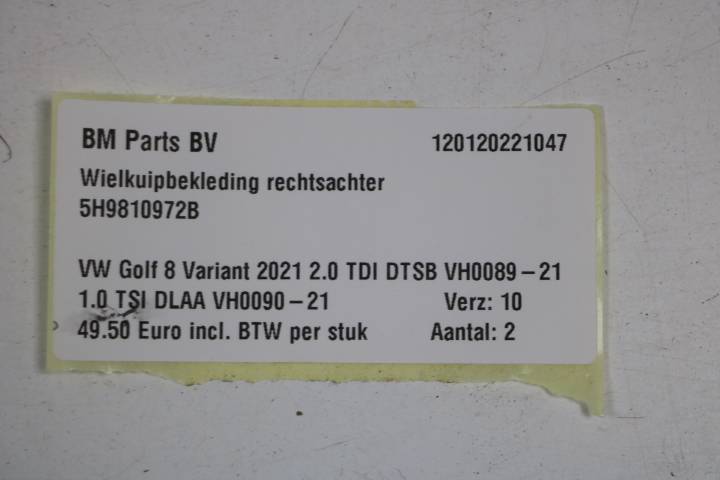 BM Parts BV 120120221047
Wielkuipbekleding rechtsachter
5H9810972B
VW Golf 8 Variant 2021 2.0 TDI DTSB VH0089-21
1.0 TSI DLAA VH0090-21 Verz: 10
49.50 Euro incl. BTW per stuk Aantal: 2